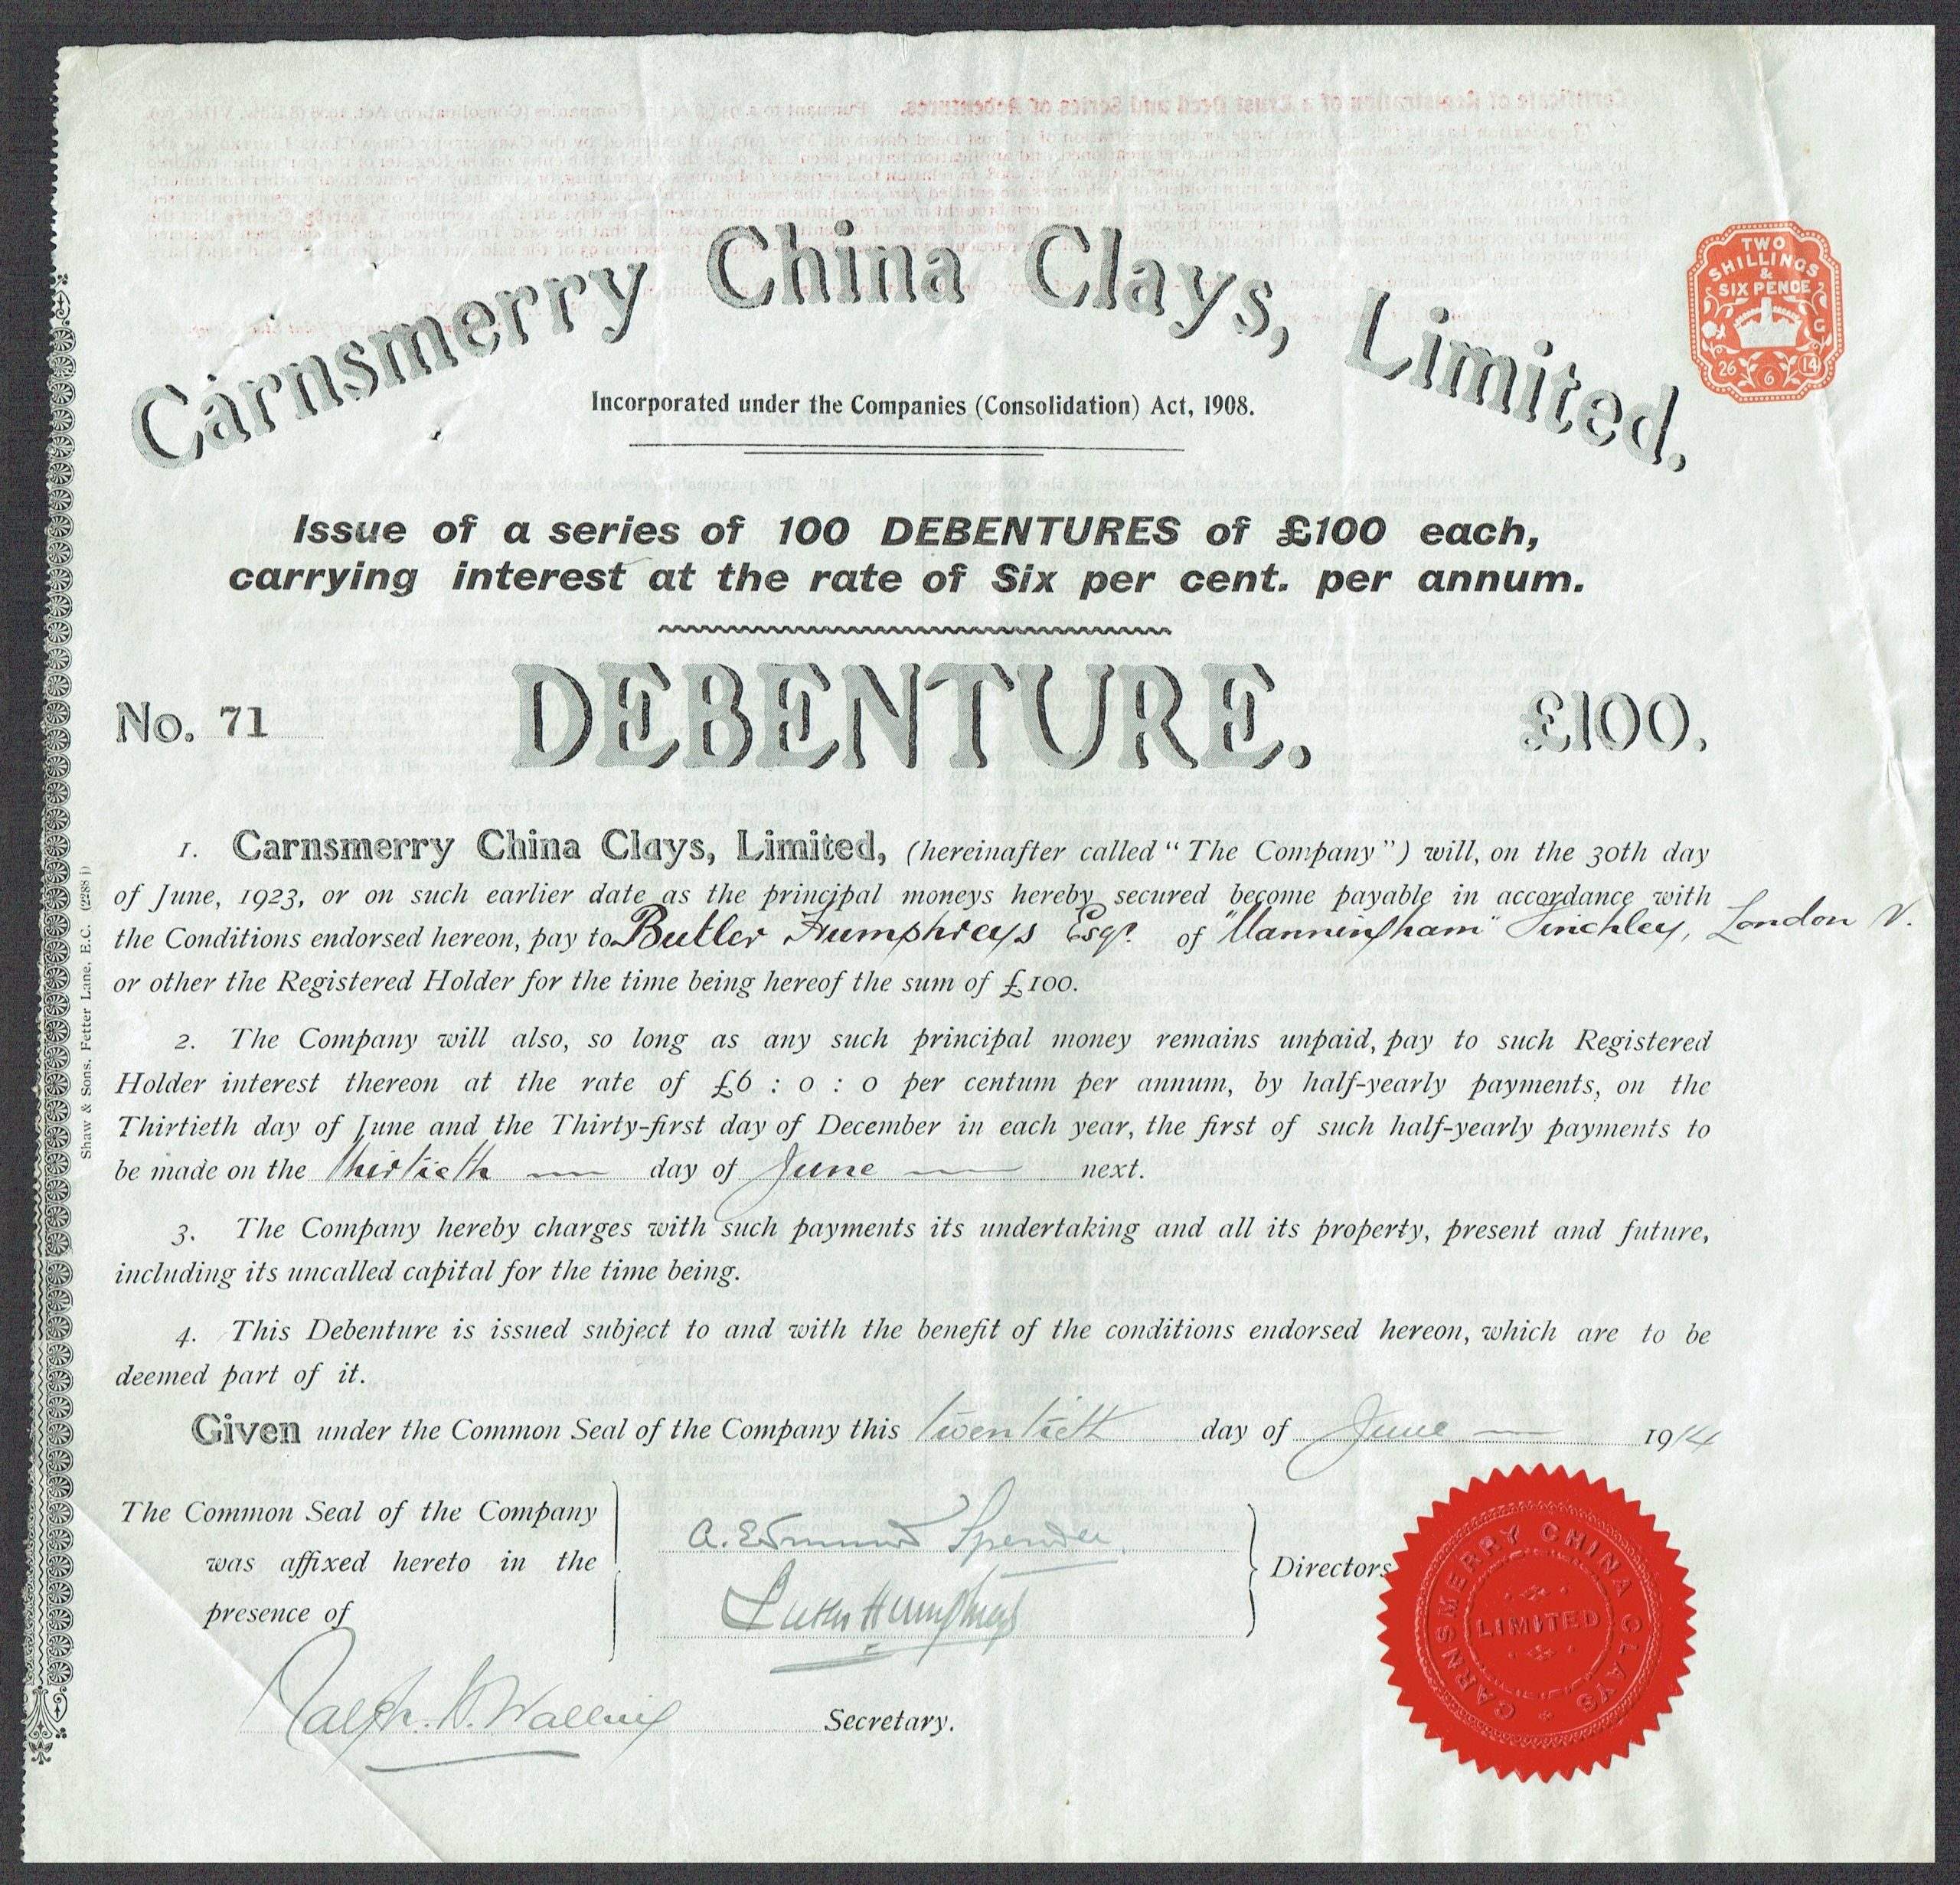 Carnsmerry China Clays, Limited.
TWO
SHILLINGS
&
SIX PENCE
G
26 6 14
Incorporated under the Companies (Consolidation) Act, 1908.
Issue of a series of 100 DEBENTURES of £100 each,
carrying interest at the rate of Six per cent. per annum.
No. 71 DEBENTURE. £100.
1. Carnsmerry China Clays, Limited, (hereinafter called "The Company") will, on the 30th day
of June, 1923, or on such earlier date as the principal moneys hereby secured become payable in accordance with
the Conditions endorsed hereon, pay to Butler Humphreys Esqr. of "Manningham" Finchley, London N.
or other the Registered Holder for the time being hereof the sum of £100.
2. The Company will also, so long as any such principal money remains unpaid, pay to such Registered
Holder interest thereon at the rate of £6 : 0 : 0 per centum per annum, by half-yearly payments, on the
Thirtieth day of June and the Thirty-first day of December in each year, the first of such half-yearly payments to
be made on the Thirtieth — day of June — next.
3. The Company hereby charges with such payments its undertaking and all its property, present and future,
including its uncalled capital for the time being.
4. This Debenture is issued subject to and with the benefit of the conditions endorsed hereon, which are to be
deemed part of it.
Given under the Common Seal of the Company this twentieth day of June — 1914
The Common Seal of the Company
was affixed hereto in the
presence of
A. Edmund Spender
Butler Humphreys
Directors
Ralph. Secretary.
CARNSMERRY CHINA CLAYS
LIMITED
Shaw & Sons, Fetter Lane, E.C. (2288 j)